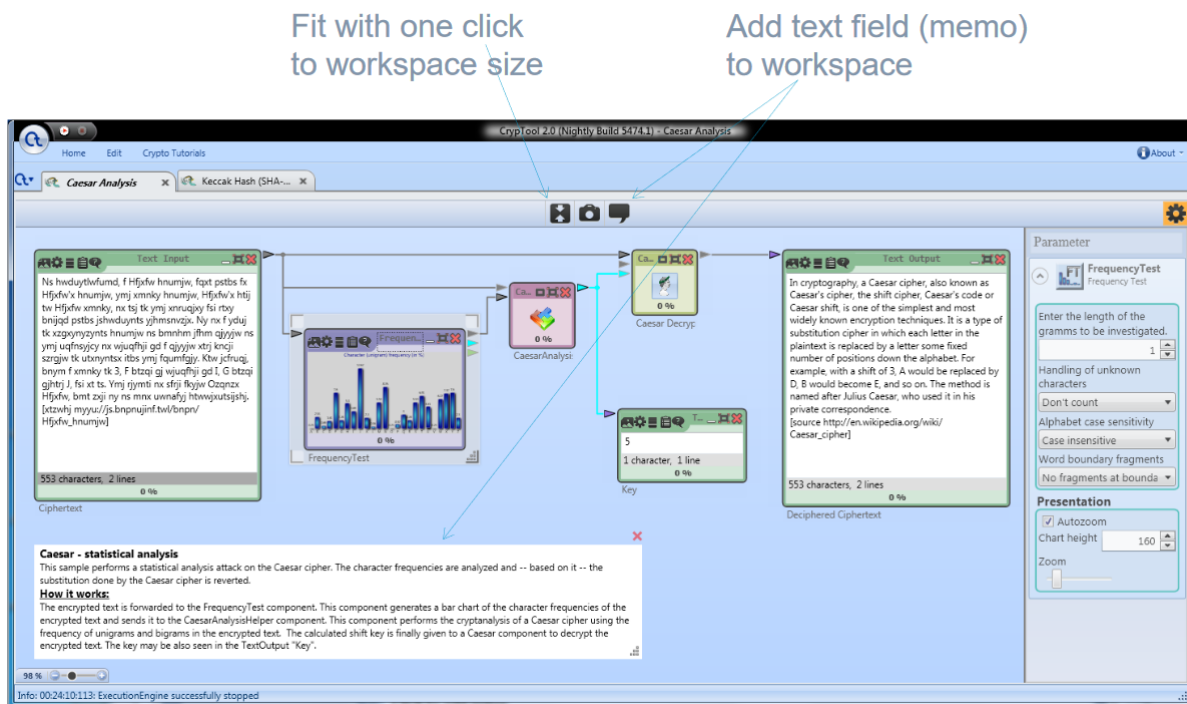 Fit with one click
to workspace size
Add text field (memo)
to workspace
CrypTool 2.0 (Nightly Build 5474.1) - Caesar Analysis
Home Edit Crypto Tutorials
About
Caesar Analysis
Keccak Hash (SHA-...
Text Input
Ns hwduytlwfumd, f Hfjxfw hnumjw, fqxt pstbs fx
Hfjxfw'x hnumjw, ymj xmnky hnumjw, Hfjxfw'x htij
tw Hfjxfw xmnky, nx tsj tk ymj xnruqjxy fsi rtxy
bnijqd pstbs jshwduynts yjhmsnvzjx. Ny nx f yduj
tk xzgxynyzynts hnumjw ns bmnhm jfhm qjyyjw ns
ymj uqfnsyjcy nx wjuqfhji gd f qjyyjw xtrj kncji
szrgjw tk utxnyntsx itbs ymj fqumfgjy. Ktw jcfruqj,
bnym f xmnky tk 3, F btzqi gj wjuqfhji gd I, G btzqi
gjhtrj J, fsi xt ts. Ymj rjymti nx sfrji fkyjw Ozqnzx
Hfjxfw, bmt zxji ny ns mnx uwnafyj htwwjxutsijshj.
[xtzwhj myyu://js.bnpnujinf.twl/bnpn/
Hfjxfw_hnumjw]
553 characters, 2 lines
0 %
Ciphertext
Frequen...
Character (unigram) frequency (in %)
0 %
FrequencyTest
Ca...
0 %
CaesarAnalysi
Ca...
0 %
Caesar Decryp
T...
5
1 character, 1 line
0 %
Key
Text Output
In cryptography, a Caesar cipher, also known as
Caesar's cipher, the shift cipher, Caesar's code or
Caesar shift, is one of the simplest and most
widely known encryption techniques. It is a type of
substitution cipher in which each letter in the
plaintext is replaced by a letter some fixed
number of positions down the alphabet. For
example, with a shift of 3, A would be replaced by
D, B would become E, and so on. The method is
named after Julius Caesar, who used it in his
private correspondence.
[source http://en.wikipedia.org/wiki/
Caesar_cipher]
553 characters, 2 lines
0 %
Deciphered Ciphertext
Parameter
FT
FrequencyTest
Frequency Test
Enter the length of the
gramms to be investigated.
1
Handling of unknown
characters
Don't count
Alphabet case sensitivity
Case insensitive
Word boundary fragments
No fragments at bounda
Presentation
Autozoom
Chart height 160
Zoom
Caesar - statistical analysis
This sample performs a statistical analysis attack on the Caesar cipher. The character frequencies are analyzed and -- based on it -- the
substitution done by the Caesar cipher is reverted.
How it works:
The encrypted text is forwarded to the FrequencyTest component. This component generates a bar chart of the character frequencies of the
encrypted text and sends it to the CaesarAnalysisHelper component. This component performs the cryptanalysis of a Caesar cipher using the
frequency of unigrams and bigrams in the encrypted text. The calculated shift key is finally given to a Caesar component to decrypt the
encrypted text. The key may be also seen in the TextOutput "Key".
98 %
Info: 00:24:10:113: ExecutionEngine successfully stopped